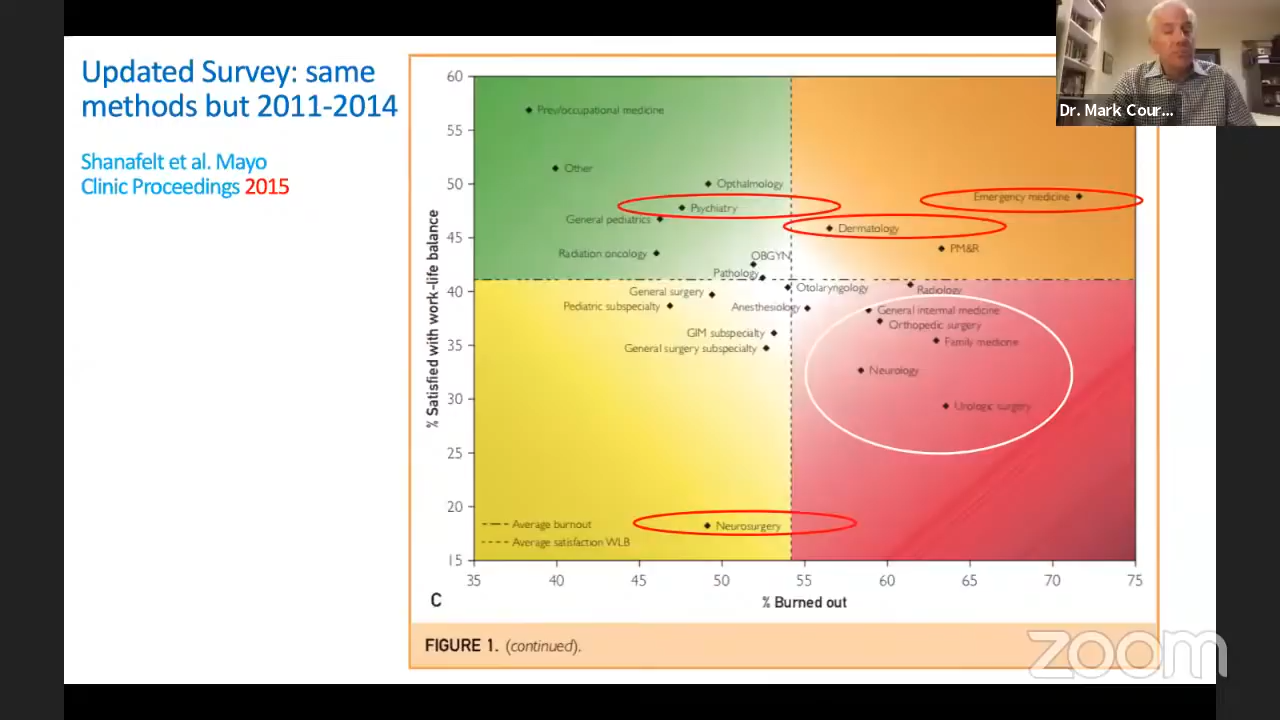 Updated Survey: same
methods but 2011-2014
Shanafelt et al. Mayo
Clinic Proceedings 2015
Dr. Mark Cour...
60
55
50
45
40
35
30
25
20
15
% Satisfied with work-life balance
Prev/occupational medicine
Other
Opthalmology
Psychiatry
Emergency medicine
General pediatrics
Dermatology
Radiation oncology
OBGYN
PM&R
Pathology
General surgery
Otolaryngology
Radiology
Pediatric subspecialty
Anesthesiology
General internal medicine
Orthopedic surgery
GIM subspecialty
Family medicine
General surgery subspecialty
Neurology
Urologic surgery
Neurosurgery
Average burnout
Average satisfaction WLB
35 40 45 50 55 60 65 70 75
C
% Burned out
FIGURE 1. (continued).
zoom